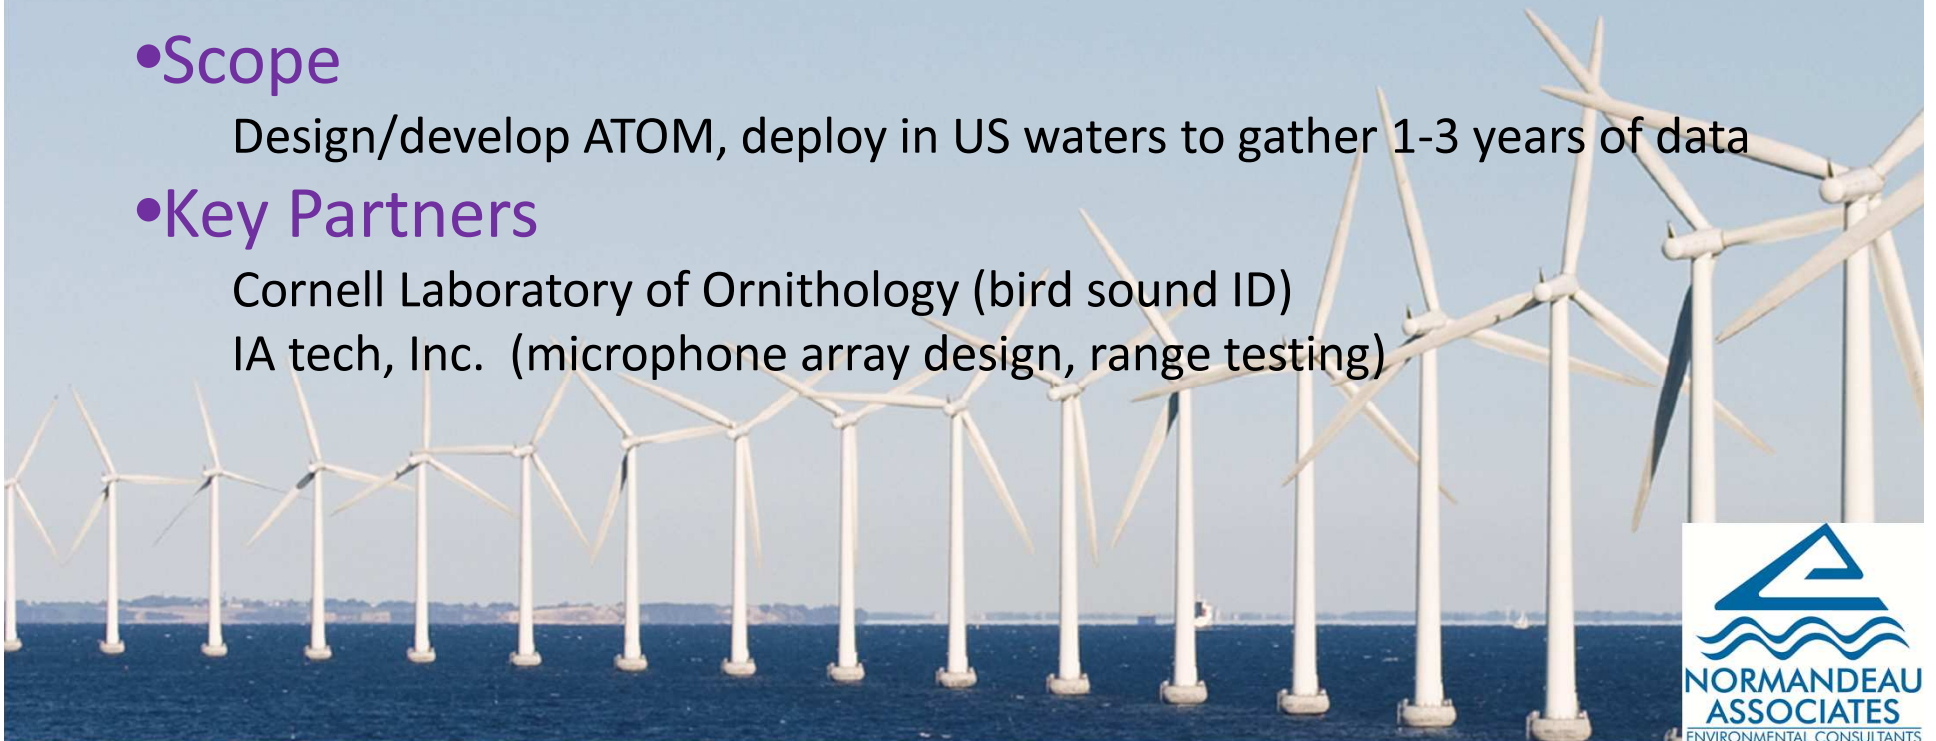 •Scope
Design/develop ATOM, deploy in US waters to gather 1-3 years of data
•Key Partners
Cornell Laboratory of Ornithology (bird sound ID)
IA tech, Inc.  (microphone array design, range testing)
NORMANDEAU
ASSOCIATES
ENVIRONMENTAL CONSULTANTS